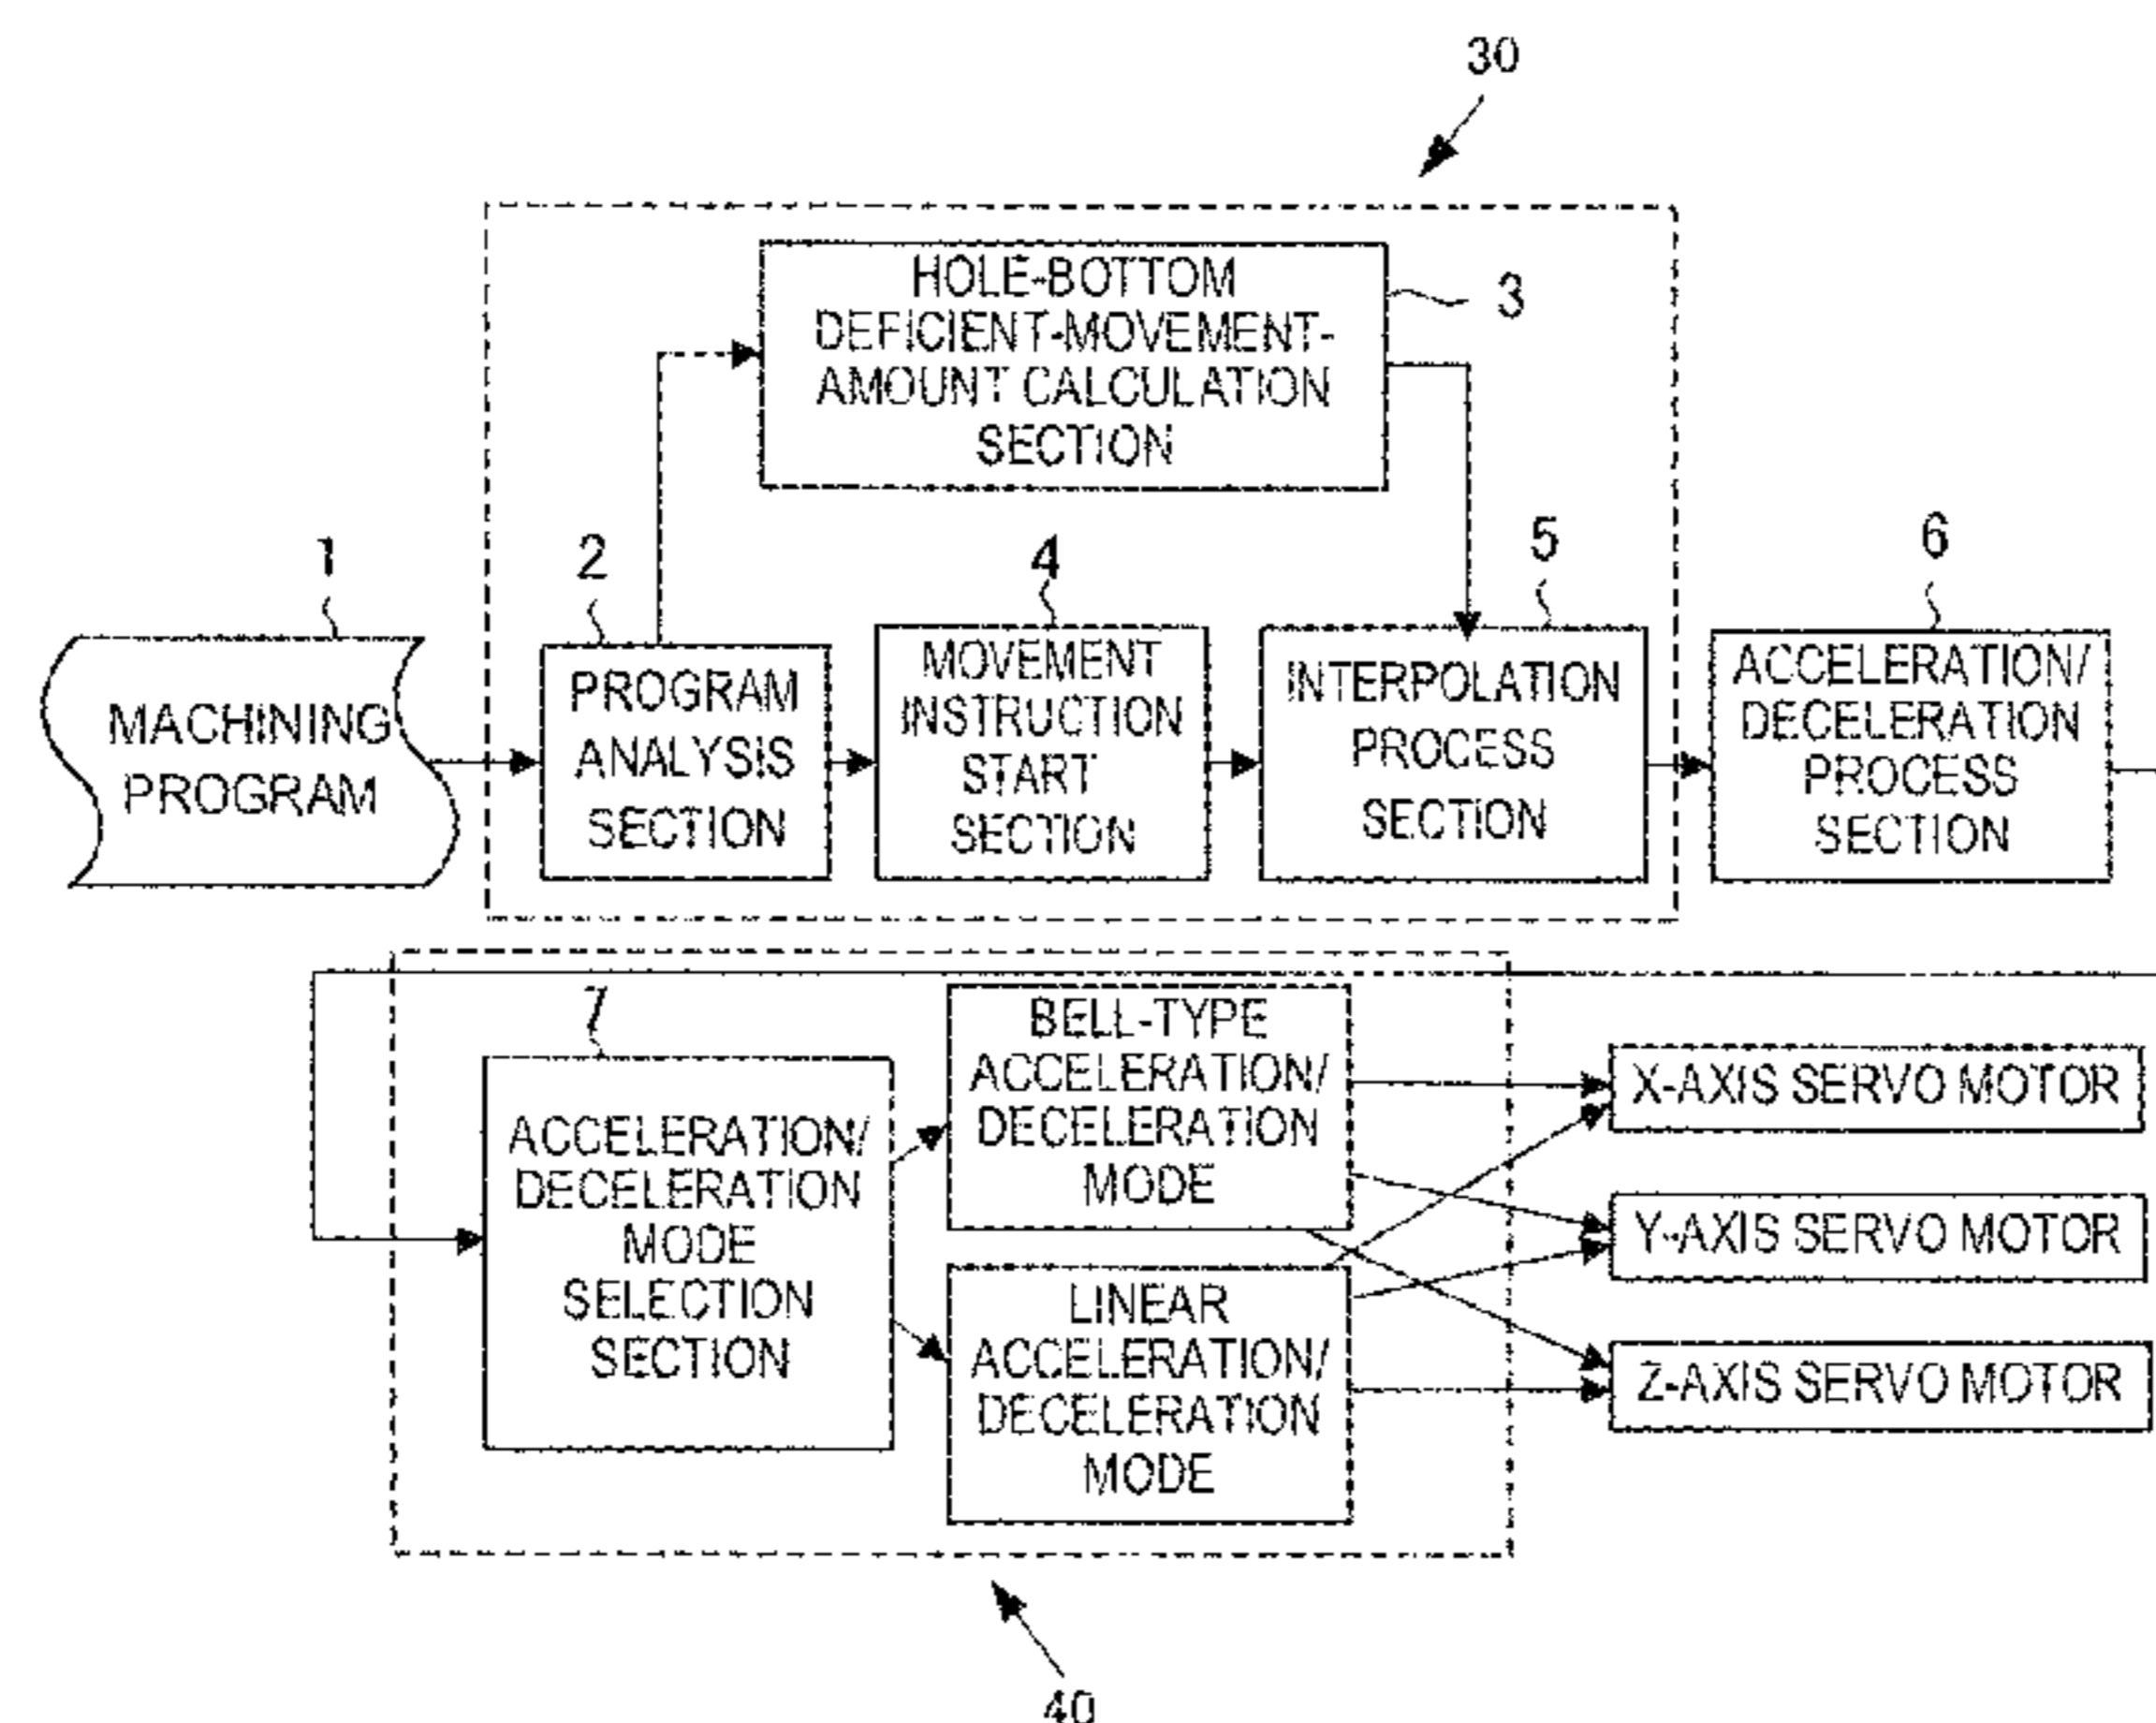 30
HOLE-BOTTOM
DEFICIENT-MOVEMENT-
AMOUNT CALCULATION
SECTION
3
1
2
4
5
6
MACHINING
PROGRAM
PROGRAM
ANALYSIS
SECTION
MOVEMENT
INSTRUCTION
START
SECTION
INTERPOLATION
PROCESS
SECTION
ACCELERATION/
DECELERATION
PROCESS
SECTION
7
ACCELERATION/
DECELERATION
MODE
SELECTION
SECTION
BELL-TYPE
ACCELERATION/
DECELERATION
MODE
LINEAR
ACCELERATION/
DECELERATION
MODE
X-AXIS SERVO MOTOR
Y-AXIS SERVO MOTOR
Z-AXIS SERVO MOTOR
40